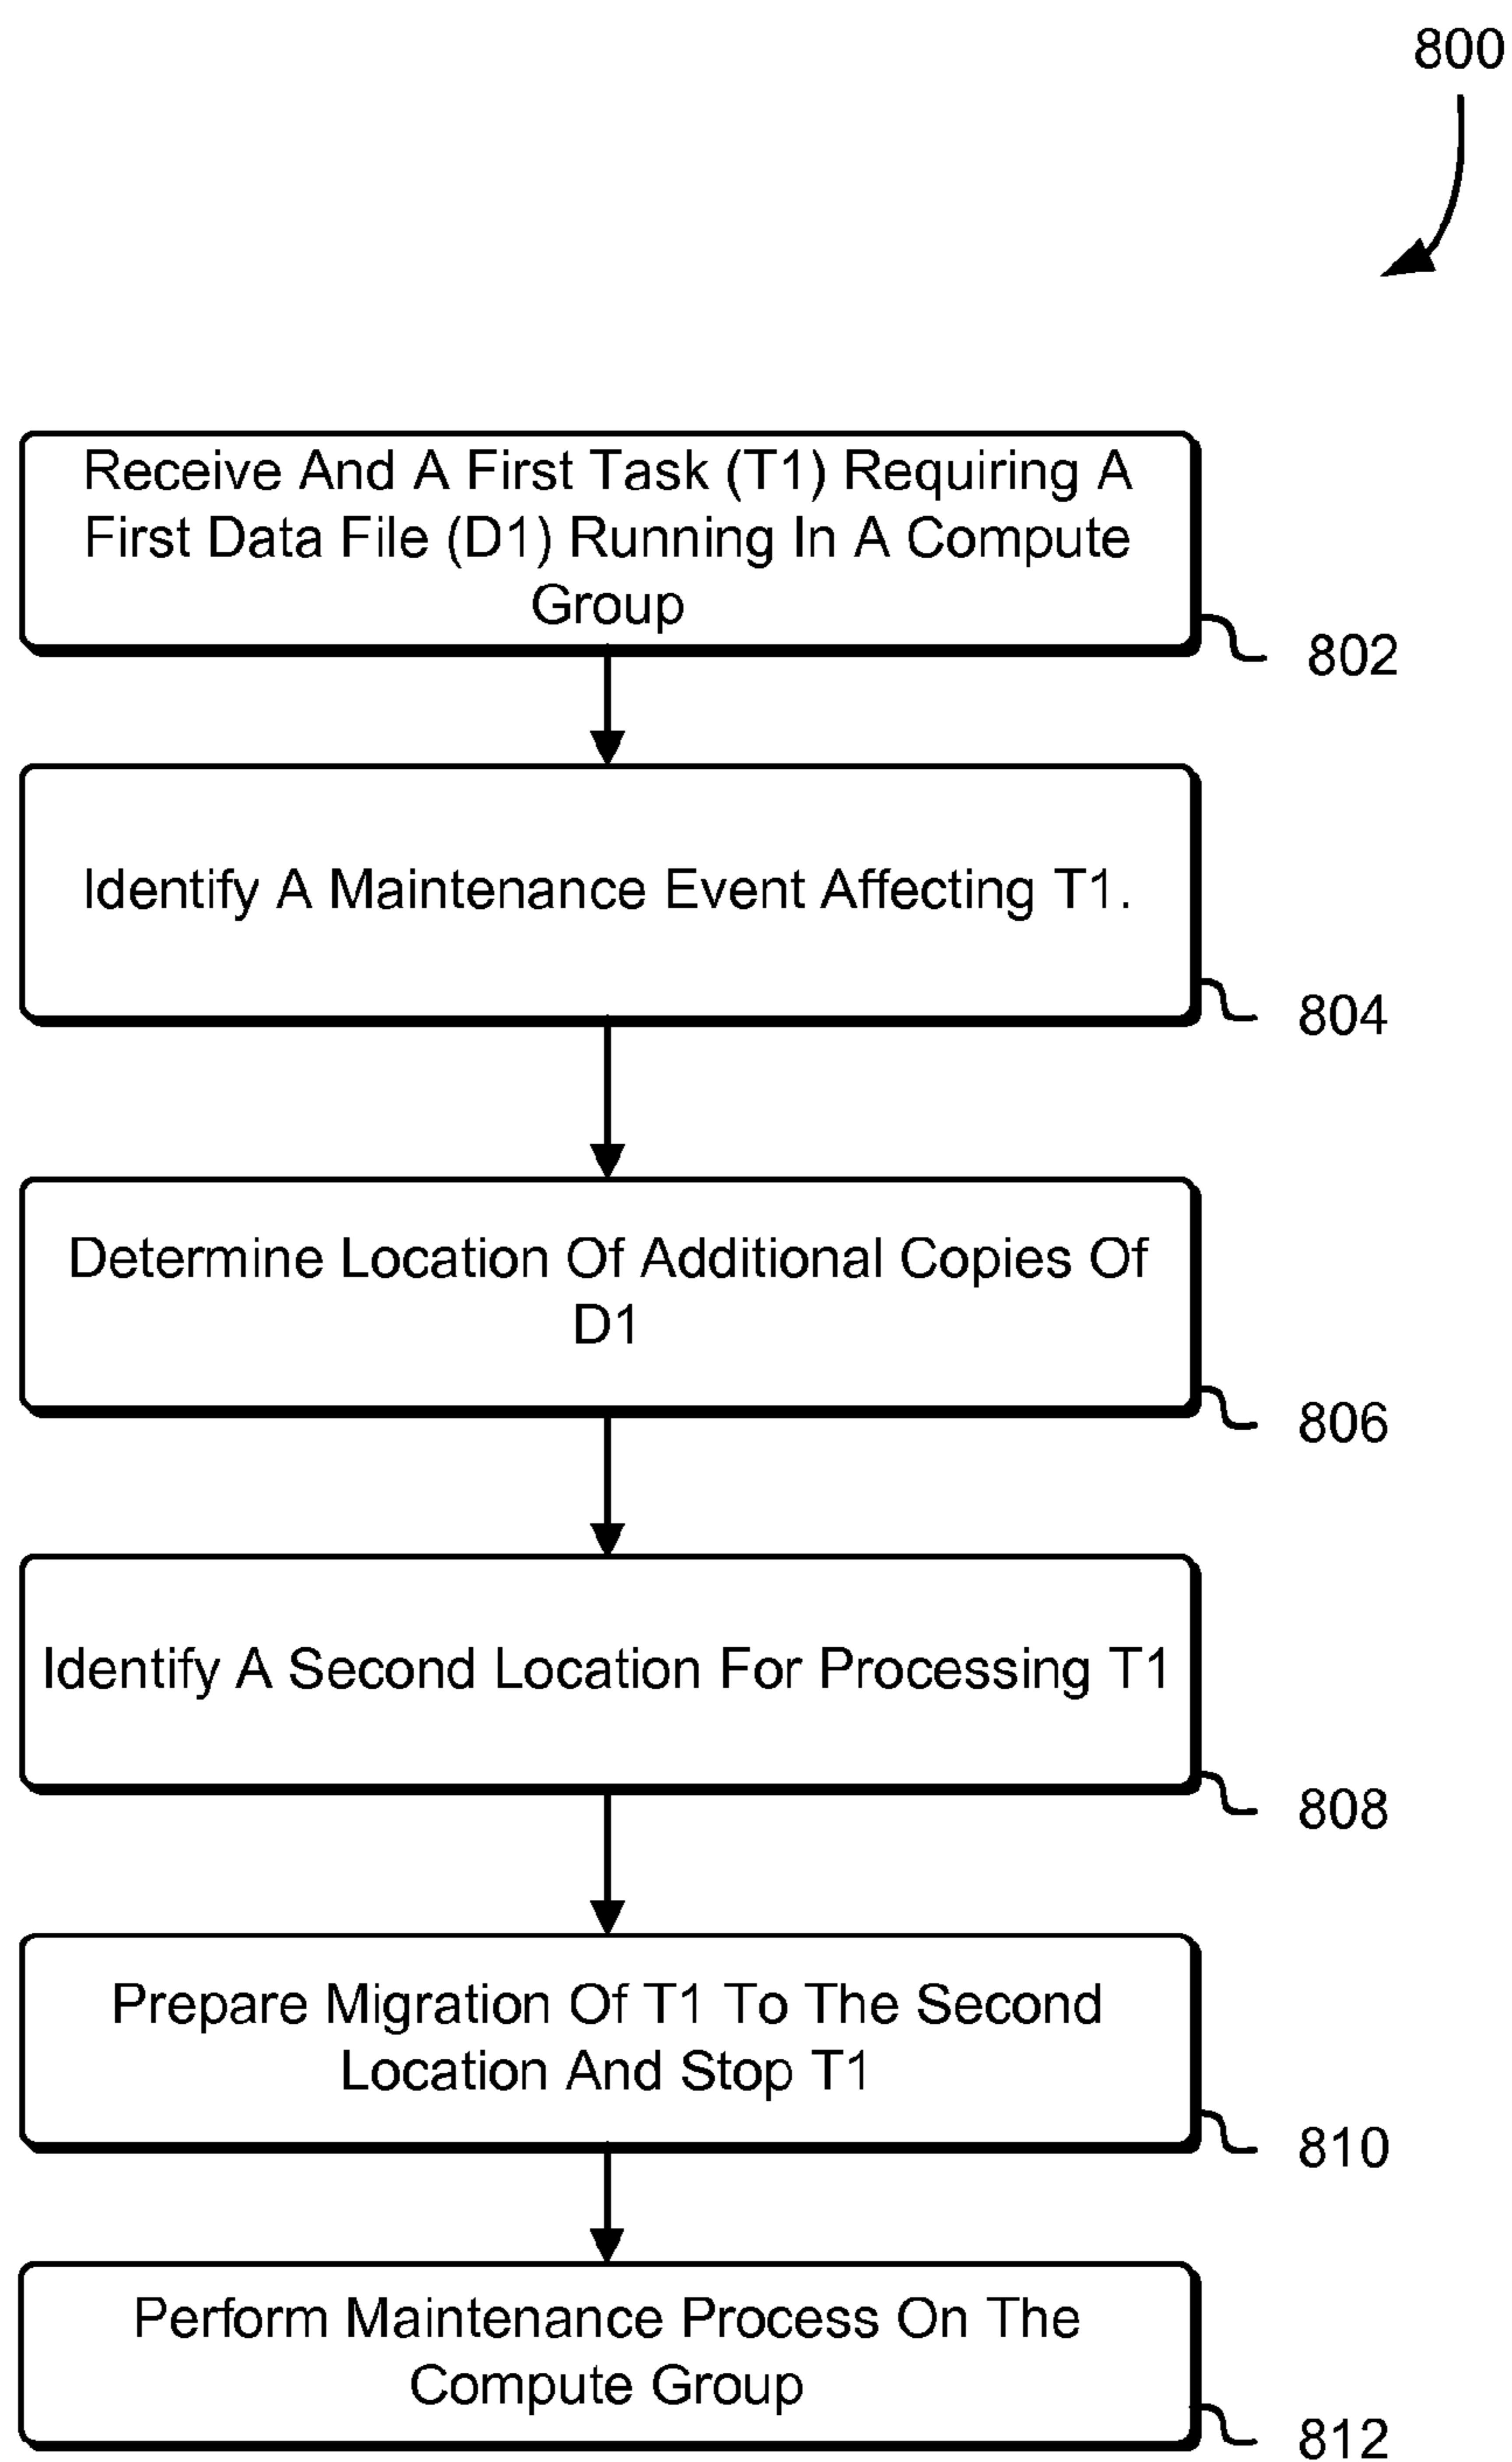 800
Receive And A First Task (T1) Requiring A
First Data File (D1) Running In A Compute
Group
802
Identify A Maintenance Event Affecting T1.
804
Determine Location Of Additional Copies Of
D1
806
Identify A Second Location For Processing T1
808
Prepare Migration Of T1 To The Second
Location And Stop T1
810
Perform Maintenance Process On The
Compute Group
812